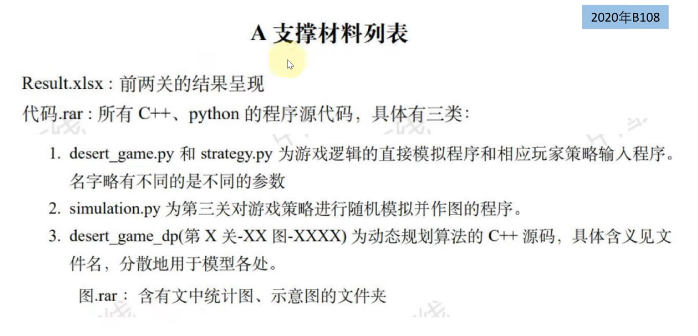 2020年B108
A 支撑材料列表
Result.xlsx : 前两关的结果呈现
代码.rar : 所有 C++、python 的程序源代码，具体有三类：
1. desert_game.py 和 strategy.py 为游戏逻辑的直接模拟程序和相应玩家策略输入程序。
名字略有不同的是不同的参数
2. simulation.py 为第三关对游戏策略进行随机模拟并作图的程序。
3. desert_game_dp(第 X 关-XX 图-XXXX) 为动态规划算法的 C++ 源码，具体含义见文
件名，分散地用于模型各处。
图.rar ：含有文中统计图、示意图的文件夹